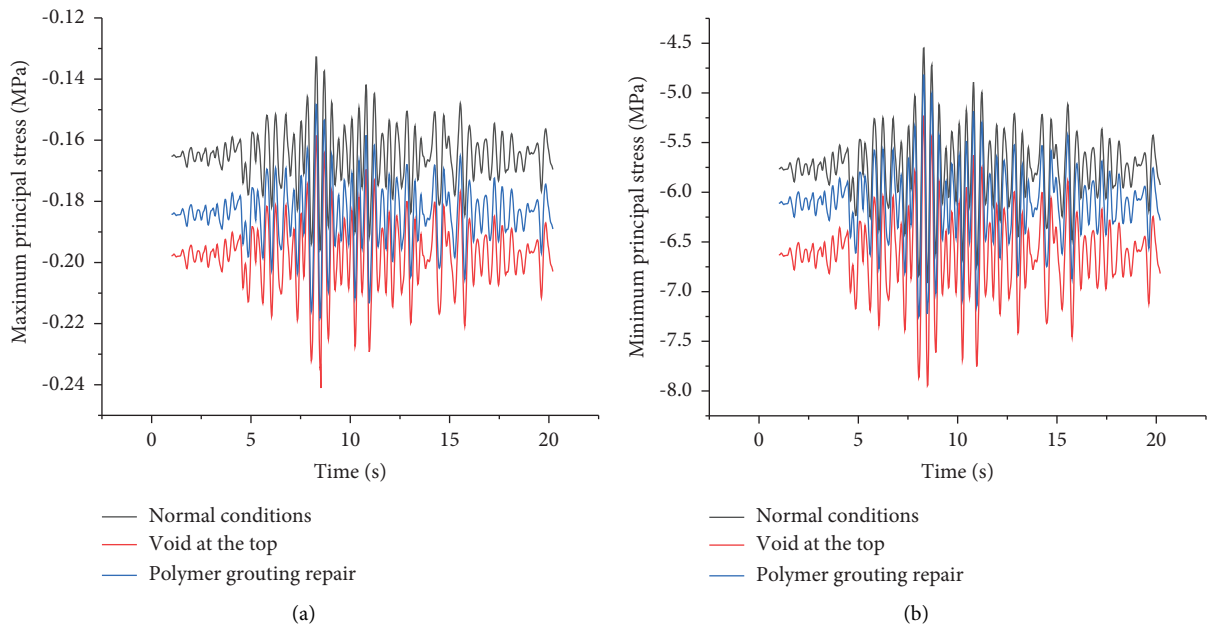 -0.12
-0.14
-0.16
-0.18
-0.20
-0.22
-0.24
Maximum principal stress (MPa)
0 5 10 15 20
Time (s)
Normal conditions
Void at the top
Polymer grouting repair
(a)
-4.5
-5.0
-5.5
-6.0
-6.5
-7.0
-7.5
-8.0
Minimum principal stress (MPa)
0 5 10 15 20
Time (s)
Normal conditions
Void at the top
Polymer grouting repair
(b)